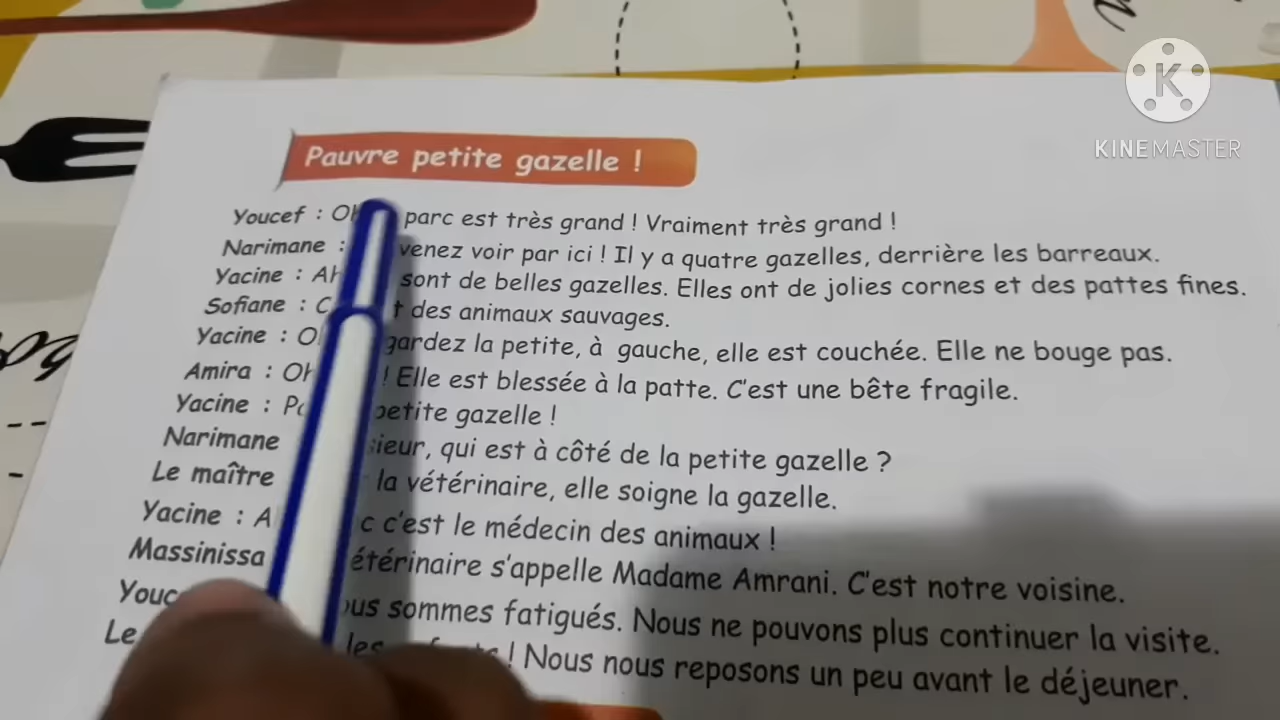 KINEMASTER
Pauvre petite gazelle !
Youcef : parc est très grand ! Vraiment très grand !
Narimane : venez voir par ici ! Il y a quatre gazelles, derrière les barreaux.
Yacine : sont de belles gazelles. Elles ont de jolies cornes et des pattes fines.
Sofiane : des animaux sauvages.
Yacine : la petite, à gauche, elle est couchée. Elle ne bouge pas.
Amira : ! Elle est blessée à la patte. C'est une bête fragile.
Yacine : petite gazelle !
Narimane qui est à côté de la petite gazelle ?
Le maître la vétérinaire, elle soigne la gazelle.
Yacine : c'est le médecin des animaux !
Massinissa s'appelle Madame Amrani. C'est notre voisine.
sommes fatigués. Nous ne pouvons plus continuer la visite.
Le les ! Nous nous reposons un peu avant le déjeuner.